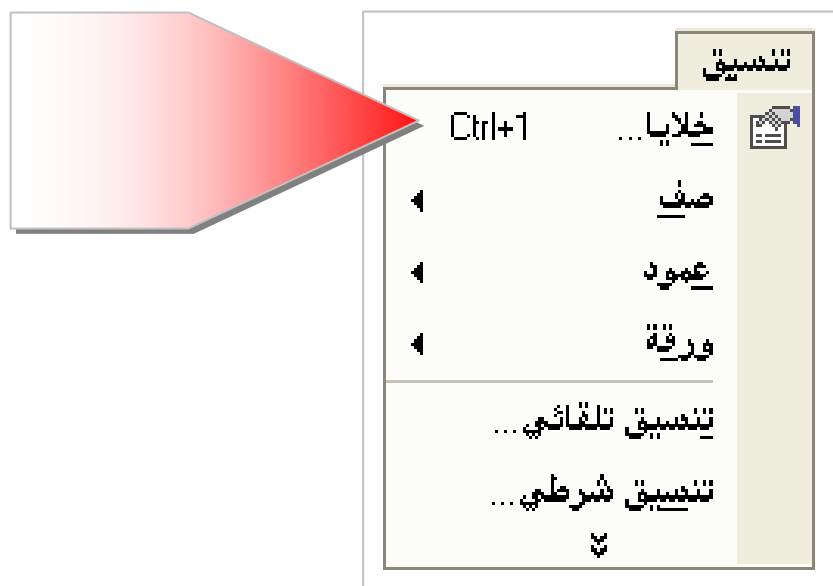 تنسيق
خلايا... Ctrl+1
صف
عمود
ورقة
تنسيق تلقائي...
تنسيق شرطي...